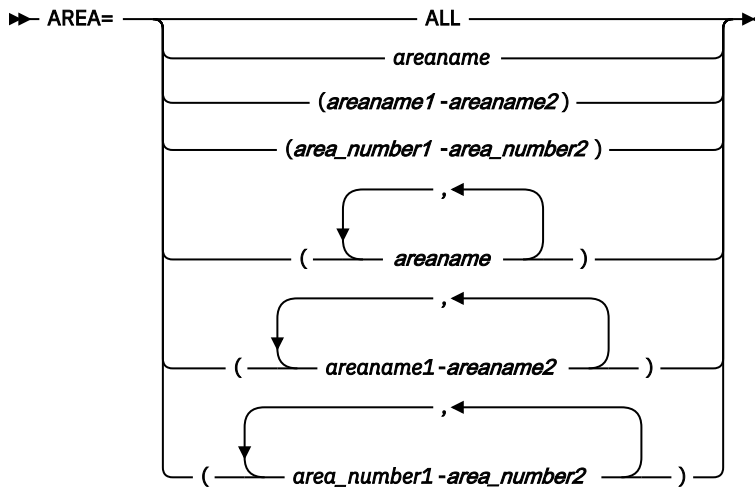 AREA= ALL
areaname
(areaname1-areaname2)
(area_number1-area_number2)
,
( areaname )
,
( areaname1-areaname2 )
,
( area_number1-area_number2 )